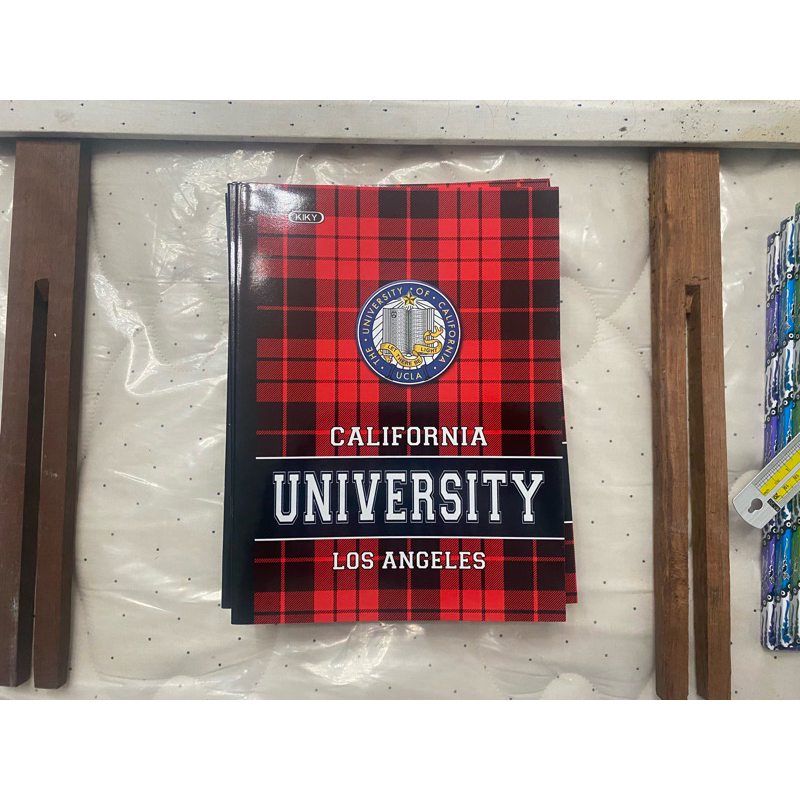 KIKY
· THE · UNIVERSITY · OF · CALIFORNIA ·
LET THERE BE LIGHT
UCLA
CALIFORNIA
UNIVERSITY
LOS ANGELES